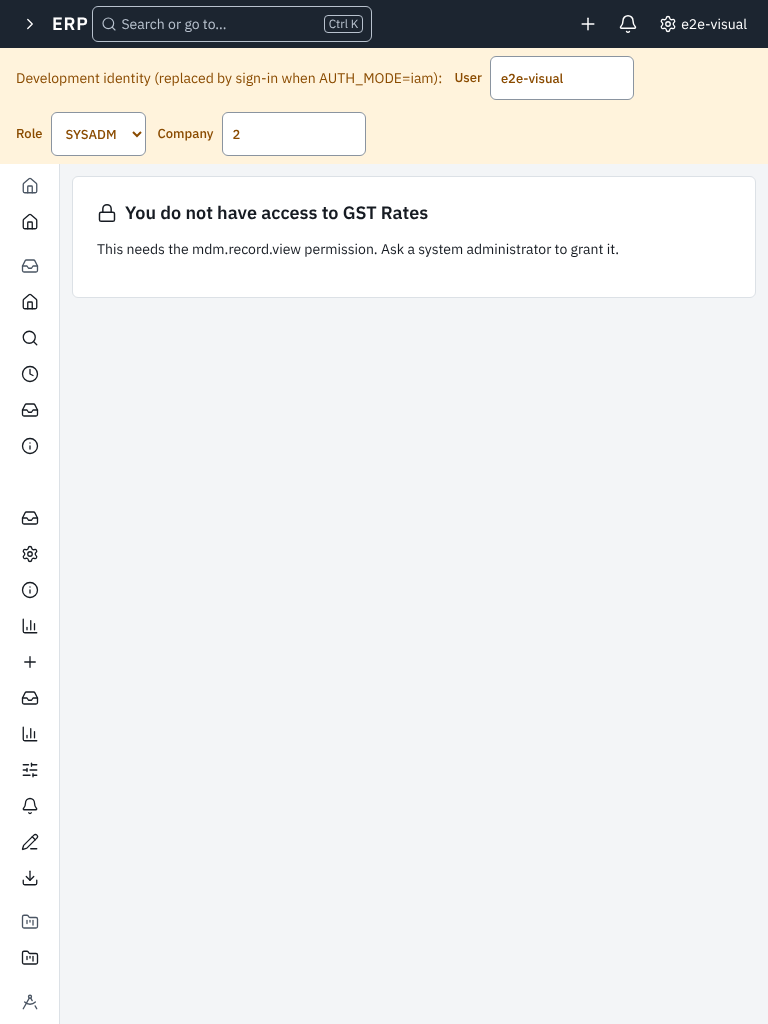 ERP Search or go to... Ctrl K e2e-visual
Development identity (replaced by sign-in when AUTH_MODE=iam): User e2e-visual
Role SYSADM Company 2
You do not have access to GST Rates
This needs the mdm.record.view permission. Ask a system administrator to grant it.